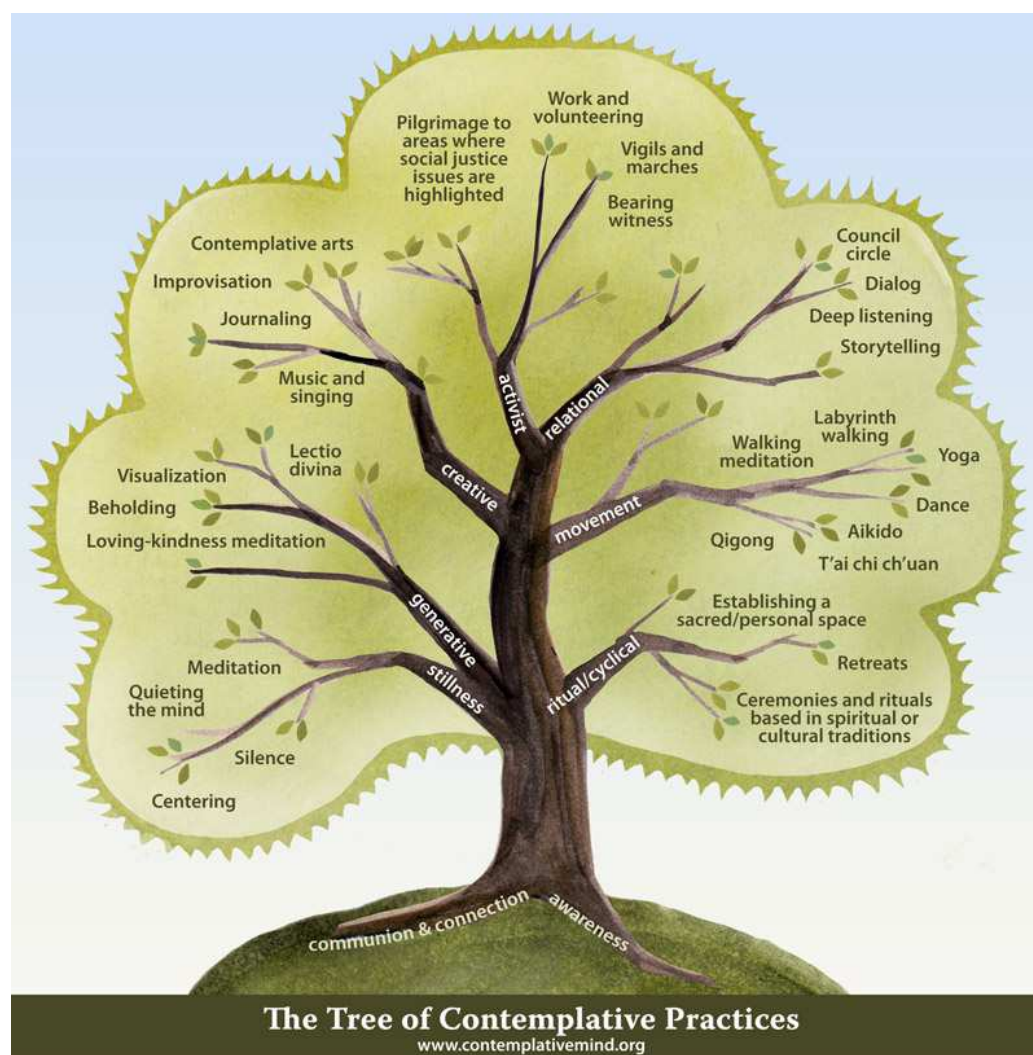 Work and
volunteering
Pilgrimage to
areas where
social justice
issues are
highlighted
Vigils and
marches
Bearing
witness
Contemplative arts
Improvisation
Journaling
Music and
singing
Council
circle
Dialog
Deep listening
Storytelling
activist
relational
creative
Lectio
divina
Visualization
Beholding
Loving-kindness meditation
generative
Walking
meditation
Labyrinth
walking
Yoga
Dance
Aikido
Qigong
T'ai chi ch'uan
movement
Meditation
Quieting
the mind
Silence
Centering
stillness
Establishing a
sacred/personal space
Retreats
Ceremonies and rituals
based in spiritual or
cultural traditions
ritual/cyclical
communion & connection
awareness
The Tree of Contemplative Practices
www.contemplativemind.org